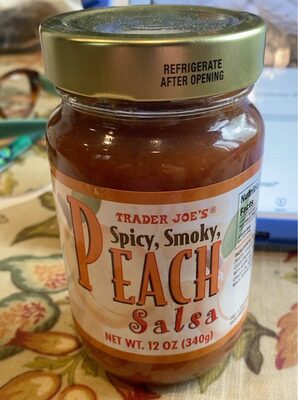 REFRIGERATE
AFTER OPENING
TRADER JOE'S®
Spicy, Smoky,
PEACH
Salsa
NET WT. 12 OZ (340g)